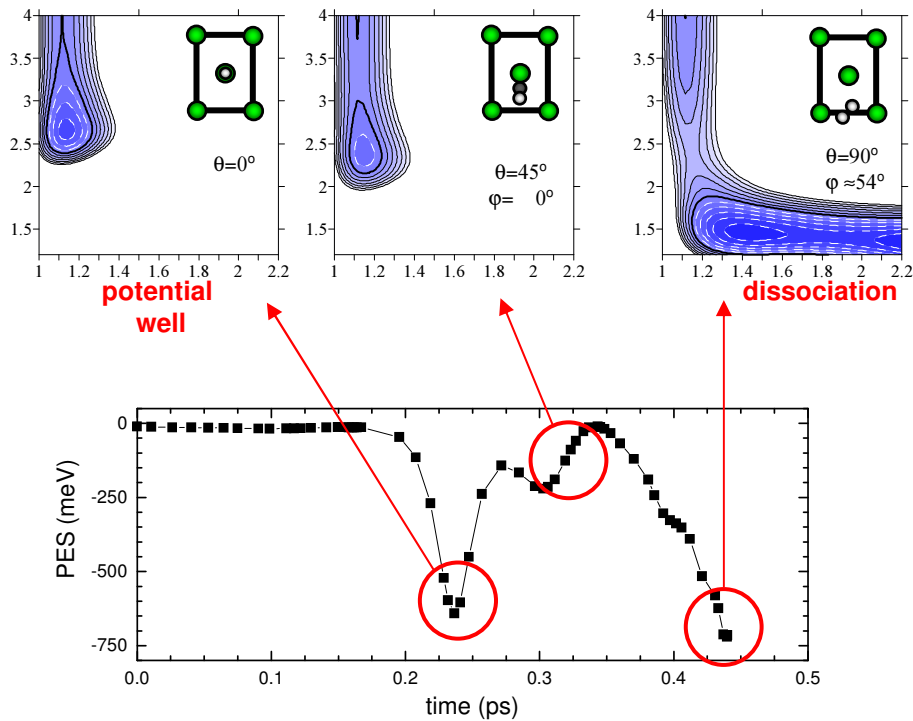 4
3.5
3
2.5
2
1.5
1 1.2 1.4 1.6 1.8 2 2.2
θ=0°
4
3.5
3
2.5
2
1.5
1 1.2 1.4 1.6 1.8 2 2.2
θ=45°
φ= 0°
4
3.5
3
2.5
2
1.5
1 1.2 1.4 1.6 1.8 2 2.2
θ=90°
φ ≈54°
potential
well
dissociation
0
-250
-500
-750
PES (meV)
0.0 0.1 0.2 0.3 0.4 0.5
time (ps)